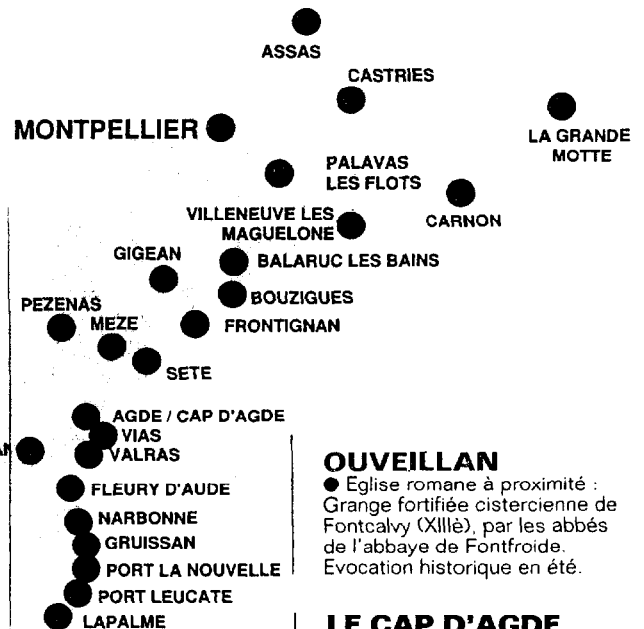 ASSAS
CASTRIES
MONTPELLIER
LA GRANDE
MOTTE
PALAVAS
LES FLOTS
CARNON
VILLENEUVE LES
MAGUELONE
GIGEAN
BALARUC LES BAINS
BOUZIGUES
PEZENAS
MEZE
FRONTIGNAN
SETE
AGDE / CAP D'AGDE
VIAS
VALRAS
FLEURY D'AUDE
NARBONNE
GRUISSAN
PORT LA NOUVELLE
PORT LEUCATE
LAPALME
OUVEILLAN
● Eglise romane à proximité :
Grange fortifiée cistercienne de
Fontcalvy (XIIIè), par les abbés
de l'abbaye de Fontfroide.
Evocation historique en été.
LE CAP D'AGDE